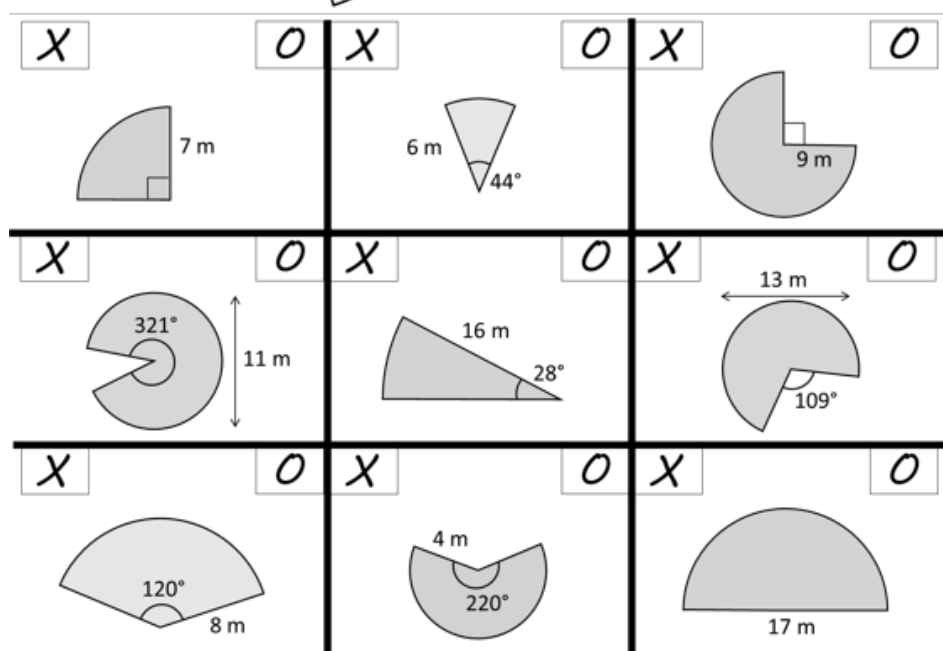 X O X O X O
7 m
6 m
44°
9 m
X O X O X O
321°
11 m
16 m
28°
13 m
109°
X O X O X O
120°
8 m
4 m
220°
17 m